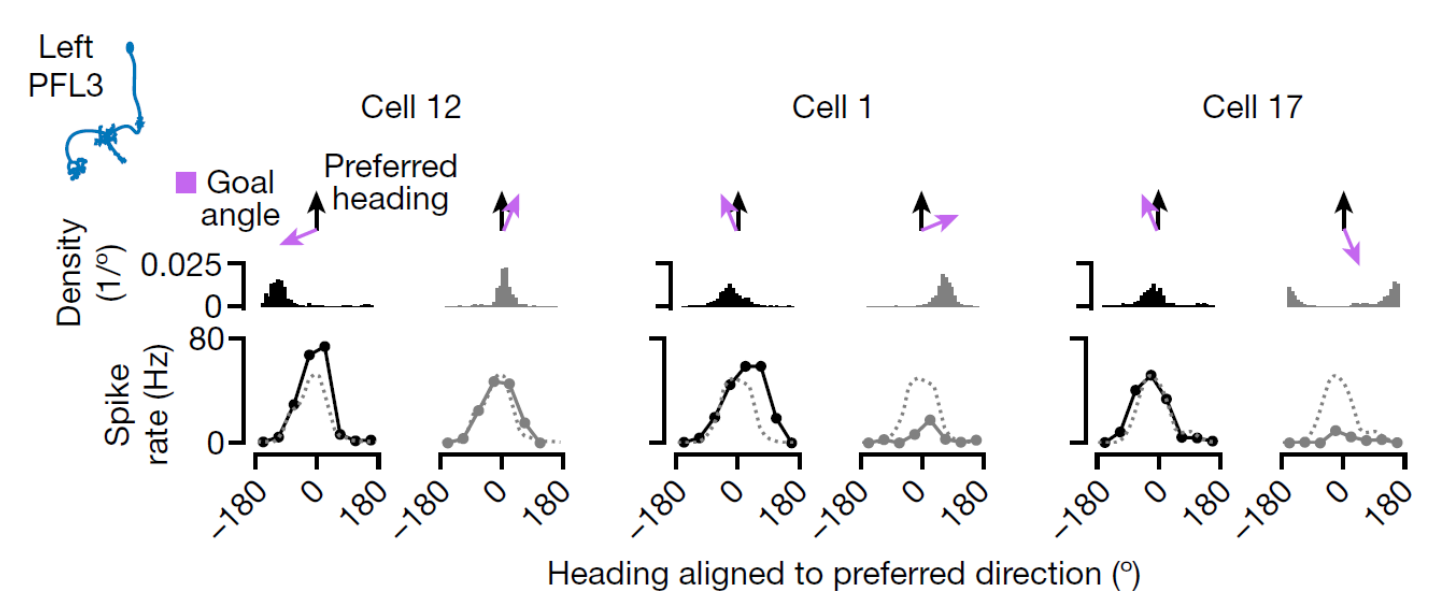 Left
PFL3
Cell 12
Cell 1
Cell 17
Goal
angle
Preferred
heading
Density
(1/º)
0.025
0
Spike
rate (Hz)
80
0
–180 0 180 –180 0 180 –180 0 180 –180 0 180 –180 0 180 –180 0 180
Heading aligned to preferred direction (º)